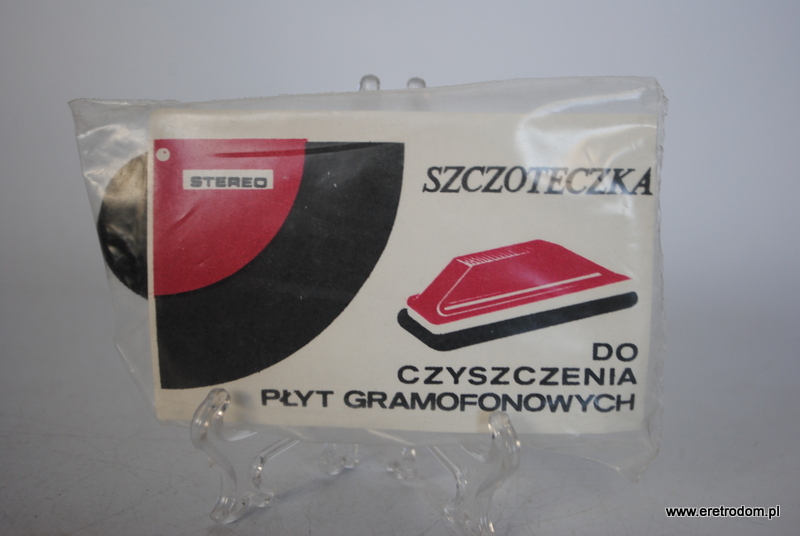 STEREO
SZCZOTECZKA
DO
CZYSZCZENIA
PŁYT GRAMOFONOWYCH
www.eretrodom.pl